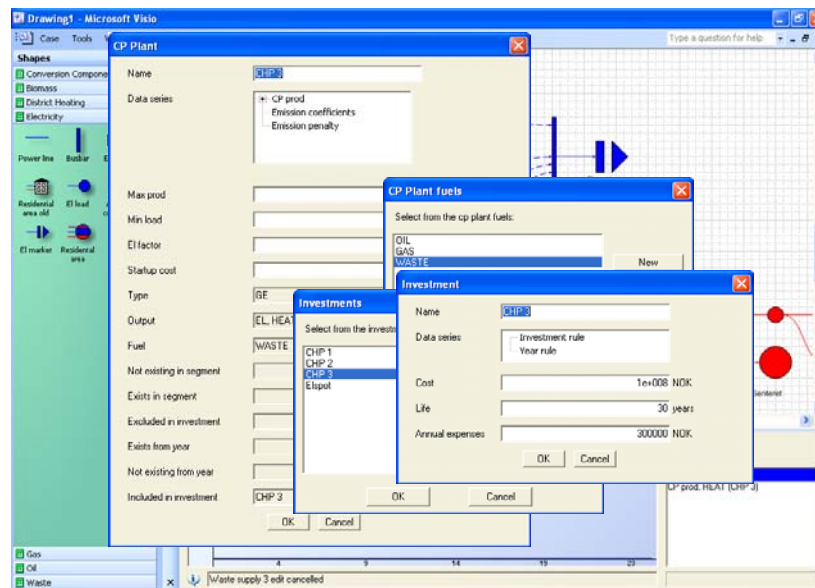 Drawing1 - Microsoft Visio
Case Tools
Type a question for help
Shapes
Conversion Compone
Biomass
District Heating
Electricity
Power line Busbar
Residential area old El load
El market Residential area
Gas
Oil
Waste
CP Plant
Name CHP 3
Data series
CP prod
Emission coefficients
Emission penalty
Max prod
Min load
El factor
Startup cost
Type GE
Output EL, HEAT
Fuel WASTE
Not existing in segment
Exists in segment
Excluded in investment
Exists from year
Not existing from year
Included in investment CHP 3
OK Cancel
CP Plant fuels
Select from the cp plant fuels:
OIL
GAS
WASTE
New
Investments
Select from the investm
CHP 1
CHP 2
CHP 3
Elspot
OK Cancel
Investment
Name CHP 3
Data series
Investment rule
Year rule
Cost 1e+008 NOK
Life 30 years
Annual expenses 300000 NOK
OK Cancel
Senteret
CP prod, HEAT (CHP 3)
4 9 14 19 23
Waste supply 3 edit cancelled